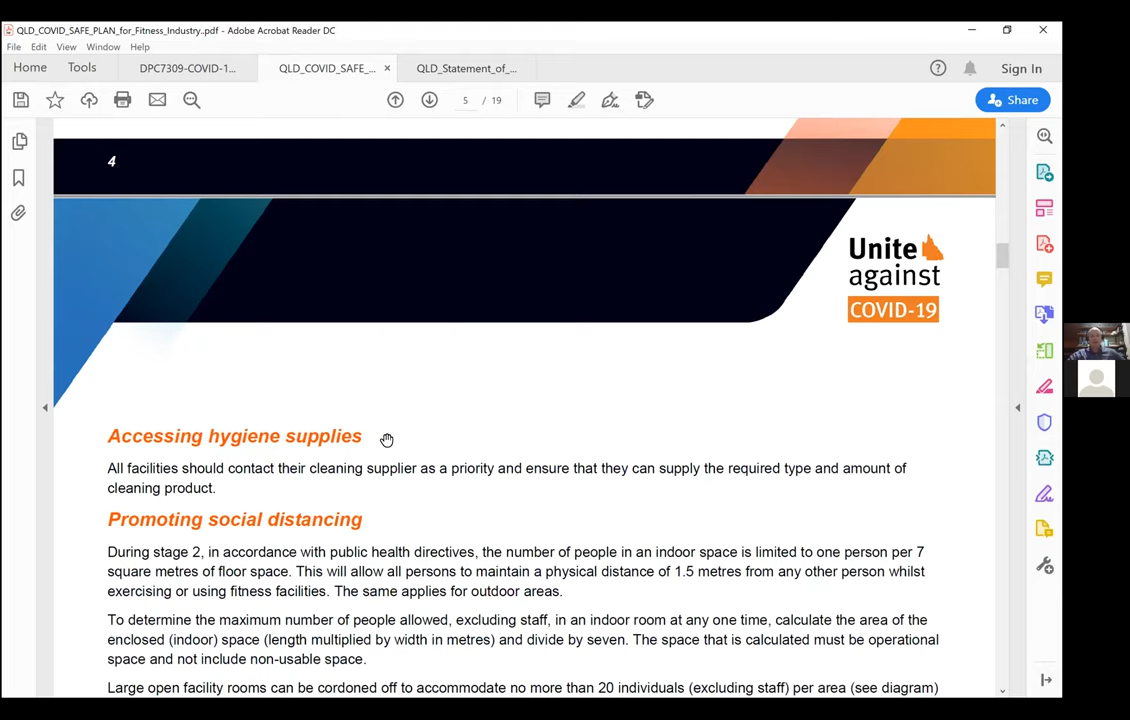 QLD_COVID_SAFE_PLAN_for_Fitness_Industry..pdf - Adobe Acrobat Reader DC
File Edit View Window Help
Home Tools DPC7309-COVID-1... QLD_COVID_SAFE_... × QLD_Statement_of_... Sign In
5 / 19 Share
4
Unite
against
COVID-19
Accessing hygiene supplies
All facilities should contact their cleaning supplier as a priority and ensure that they can supply the required type and amount of
cleaning product.
Promoting social distancing
During stage 2, in accordance with public health directives, the number of people in an indoor space is limited to one person per 7
square metres of floor space. This will allow all persons to maintain a physical distance of 1.5 metres from any other person whilst
exercising or using fitness facilities. The same applies for outdoor areas.
To determine the maximum number of people allowed, excluding staff, in an indoor room at any one time, calculate the area of the
enclosed (indoor) space (length multiplied by width in metres) and divide by seven. The space that is calculated must be operational
space and not include non-usable space.
Large open facility rooms can be cordoned off to accommodate no more than 20 individuals (excluding staff) per area (see diagram)